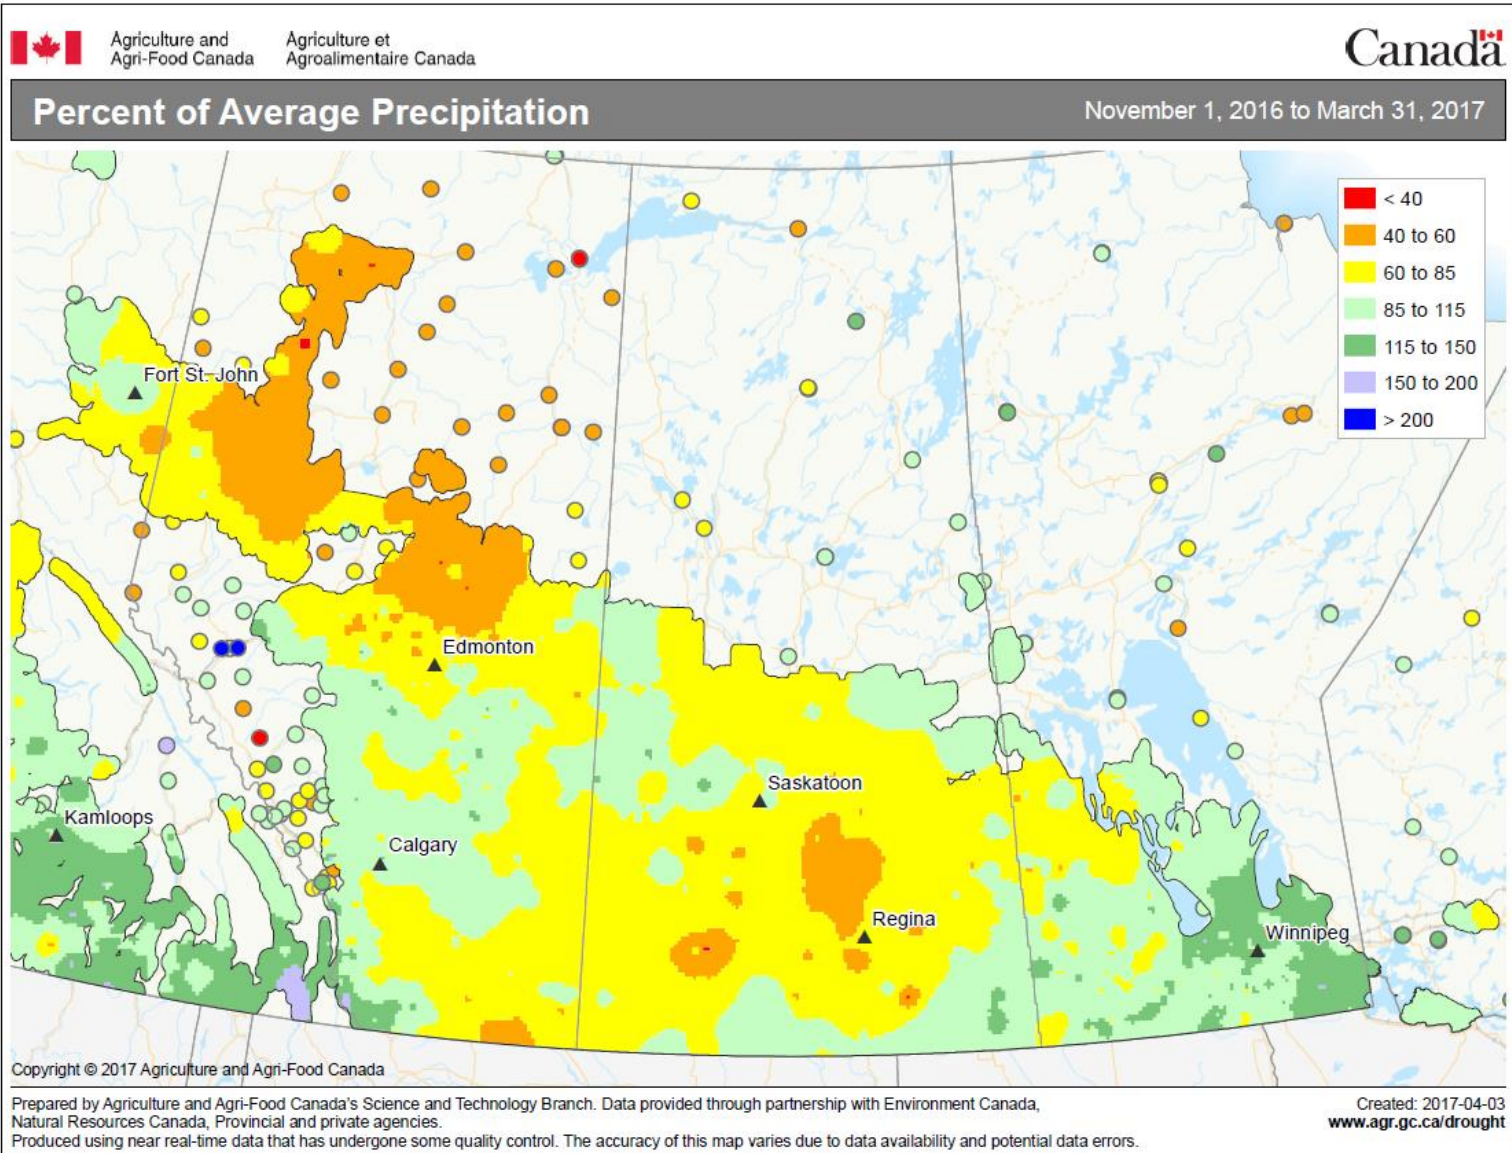 Agriculture and
Agri-Food Canada
Agriculture et
Agroalimentaire Canada
Canada
Percent of Average Precipitation
November 1, 2016 to March 31, 2017
< 40
40 to 60
60 to 85
85 to 115
115 to 150
150 to 200
> 200
Fort St. John
Edmonton
Saskatoon
Kamloops
Calgary
Regina
Winnipeg
Copyright © 2017 Agriculture and Agri-Food Canada
Prepared by Agriculture and Agri-Food Canada's Science and Technology Branch. Data provided through partnership with Environment Canada,
Natural Resources Canada, Provincial and private agencies.
Produced using near real-time data that has undergone some quality control. The accuracy of this map varies due to data availability and potential data errors.
Created: 2017-04-03
www.agr.gc.ca/drought